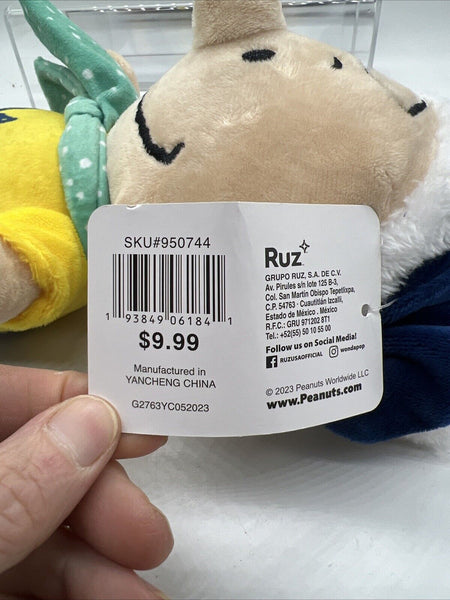 SKU#950744
1 93849 06184 1
$9.99
Manufactured in
YANCHENG CHINA
G2763YC052023
Ruz
GRUPO RUZ, S.A. DE C.V.
Av. Pirules s/n lote 125 B-3,
Col. San Martin Obispo Tepetlixpa,
C.P. 54763 · Cuautitlán Izcalli,
Estado de México . México
R.F.C.: GRU 971202 8T1
Tel.: +52(55) 50 10 55 00
Follow us on Social Media!
RUZUSAOFFICIAL wondapop
© 2023 Peanuts Worldwide LLC
www.Peanuts.com